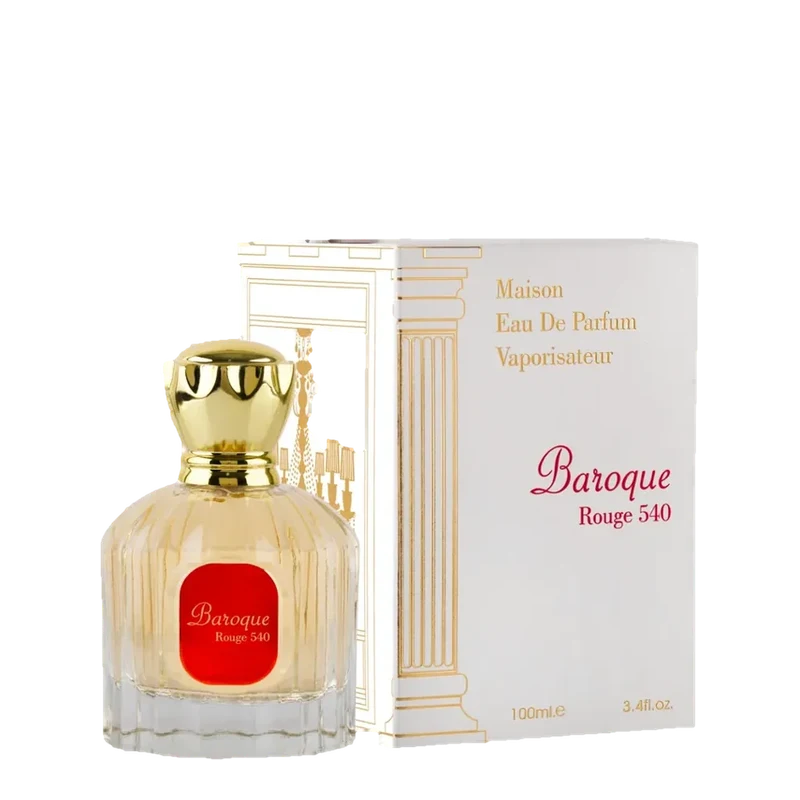 Maison
Eau De Parfum
Vaporisateur
Baroque
Rouge 540
100ml.e
3.4fl.oz.
Baroque
Rouge 540